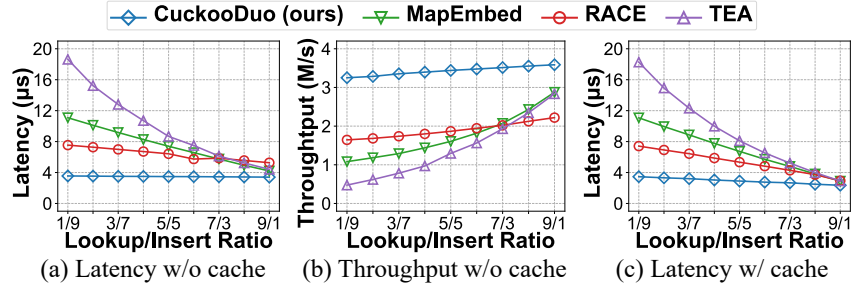 CuckooDuo (ours) MapEmbed RACE TEA
Latency (μs)
20
16
12
8
4
0
1/9 3/7 5/5 7/3 9/1
Lookup/Insert Ratio
(a) Latency w/o cache
Throughtput (M/s)
4
3
2
1
0
1/9 3/7 5/5 7/3 9/1
Lookup/Insert Ratio
(b) Throughput w/o cache
Latency (μs)
20
16
12
8
4
0
1/9 3/7 5/5 7/3 9/1
Lookup/Insert Ratio
(c) Latency w/ cache